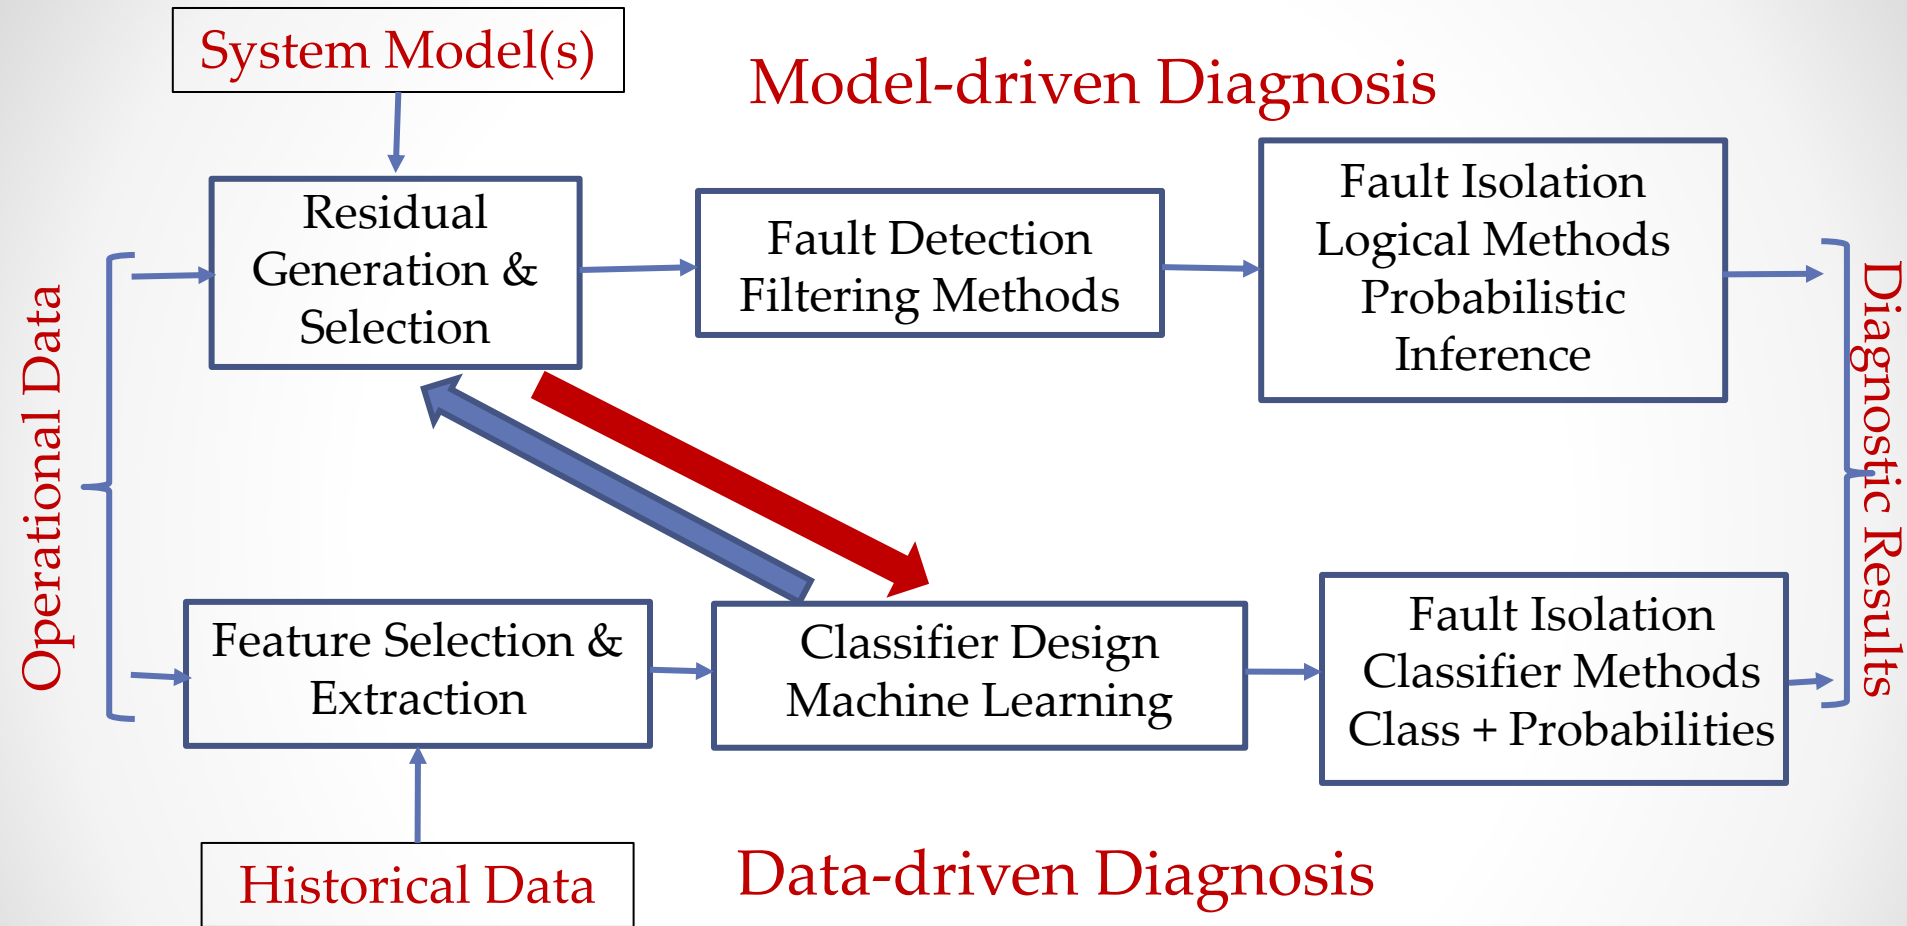 System Model(s)
Model-driven Diagnosis
Residual
Generation &
Selection
Fault Detection
Filtering Methods
Fault Isolation
Logical Methods
Probabilistic
Inference
Operational Data
Diagnostic Results
Feature Selection &
Extraction
Classifier Design
Machine Learning
Fault Isolation
Classifier Methods
Class + Probabilities
Historical Data
Data-driven Diagnosis